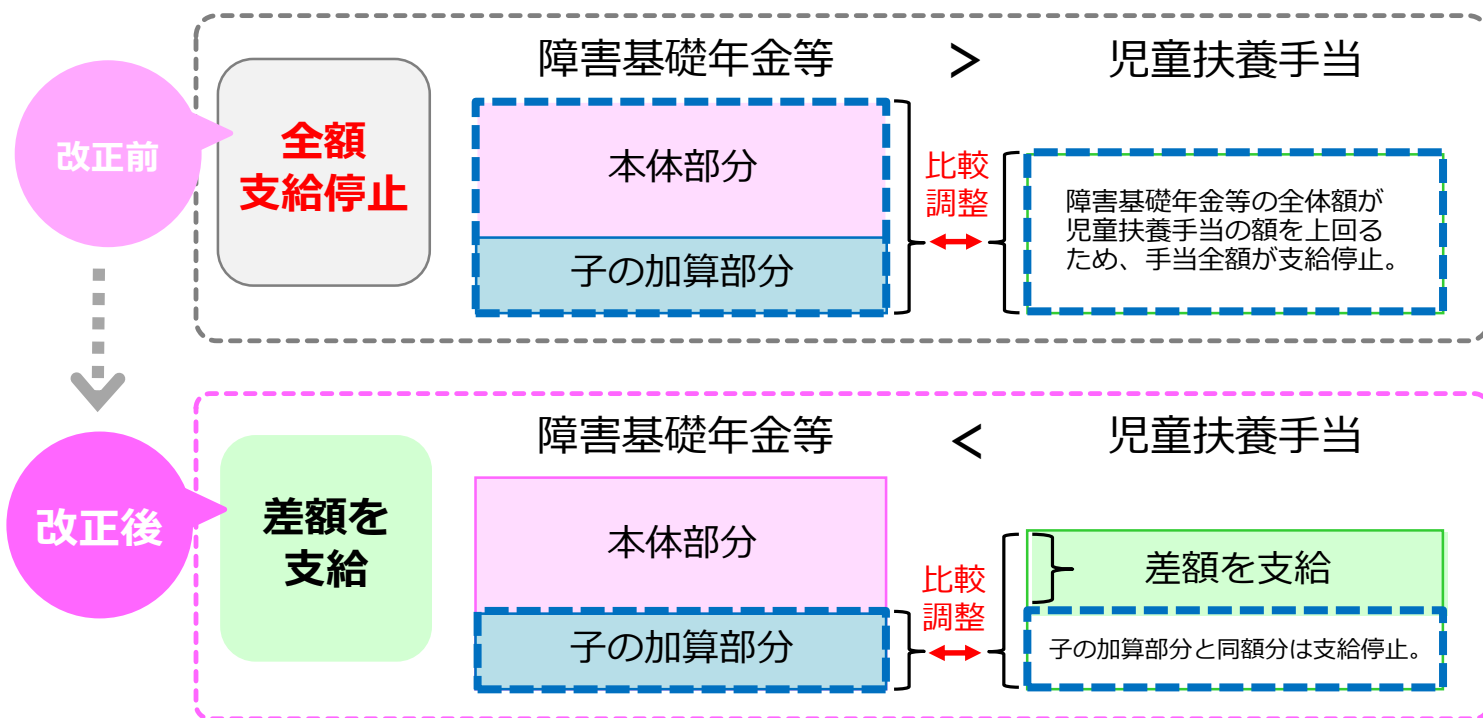 障害基礎年金等 > 児童扶養手当
改正前
全額
支給停止
本体部分
子の加算部分
比較
調整
障害基礎年金等の全体額が
児童扶養手当の額を上回る
ため、手当全額が支給停止。
障害基礎年金等 < 児童扶養手当
改正後
差額を
支給
本体部分
子の加算部分
比較
調整
差額を支給
子の加算部分と同額分は支給停止。